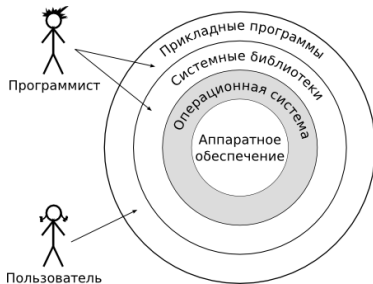 Прикладные программы
Системные библиотеки
Операционная система
Аппаратное
обеспечение
Программист
Пользователь